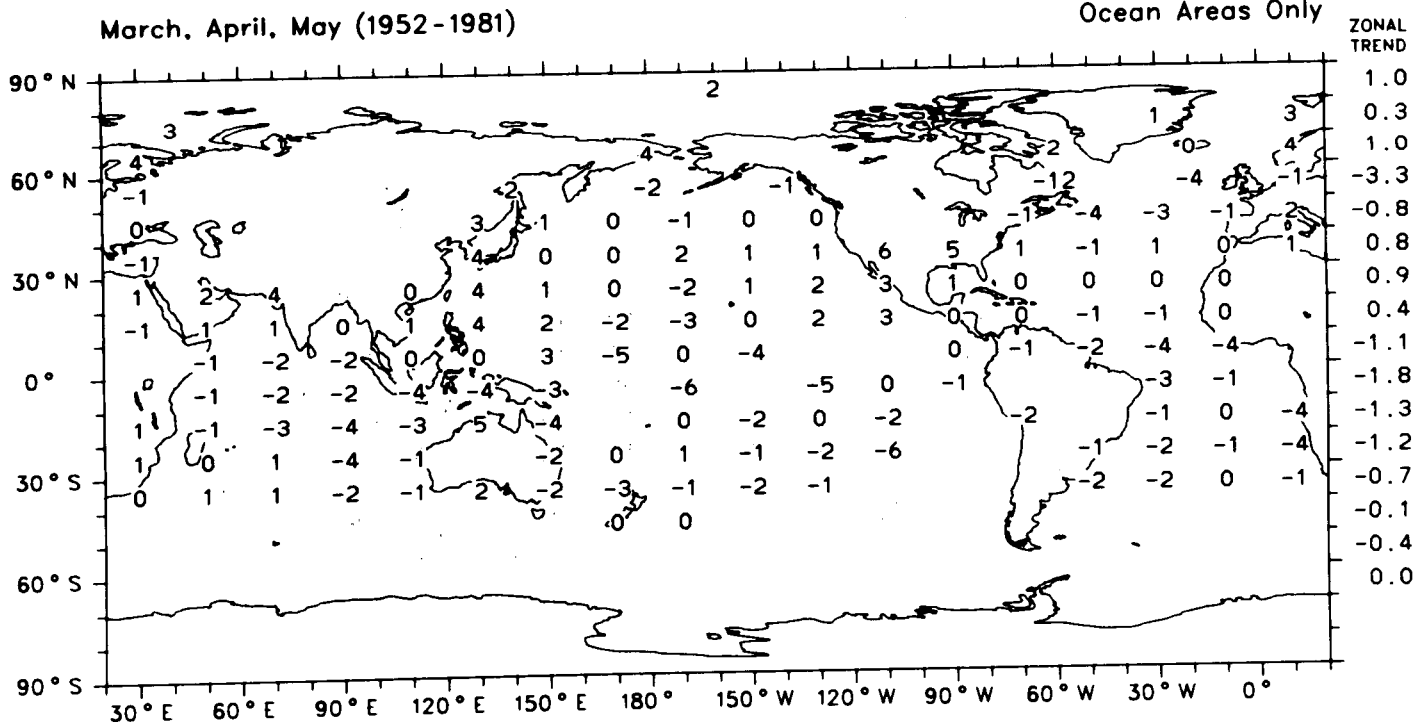 March, April, May (1952-1981)
Ocean Areas Only
ZONAL
TREND
90°N 2 1.0
3 1 3 0.3
4 4 2 0 4 1.0
60°N -1 2 -2 -1 -12 -4 -1 -3.3
0 3 1 0 -1 0 0 -1 -4 -3 -1 2 -0.8
-1 4 0 0 2 1 1 6 5 1 -1 1 0 1 0.8
30°N 1 2 4 0 4 1 0 -2 1 2 3 1 0 0 0 0 0.9
-1 1 1 0 1 4 2 -2 -3 0 2 3 0 0 -1 -1 0 0.4
-1 -2 -2 0 0 3 -5 0 -4 0 -1 -2 -4 -4 -1.1
0° -1 -2 -2 -4 -4 -3 -6 -5 0 -1 -3 -1 -1.8
1 -1 -3 -4 -3 5 -4 0 -2 0 -2 -2 -1 0 -4 -1.3
1 0 1 -4 -1 -2 0 1 -1 -2 -6 -1 -2 -1 -4 -1.2
30°S 0 1 1 -2 -1 2 -2 -3 -1 -2 -1 -2 -2 0 -1 -0.7
0 0 -0.1
-0.4
60°S 0.0
90°S
30°E 60°E 90°E 120°E 150°E 180° 150°W 120°W 90°W 60°W 30°W 0°